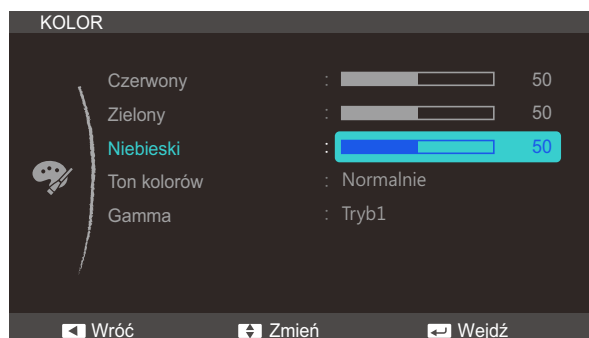 KOLOR
Czerwony : 50
Zielony : 50
Niebieski : 50
Ton kolorów : Normalnie
Gamma : Tryb1
Wróć Zmień Wejdź